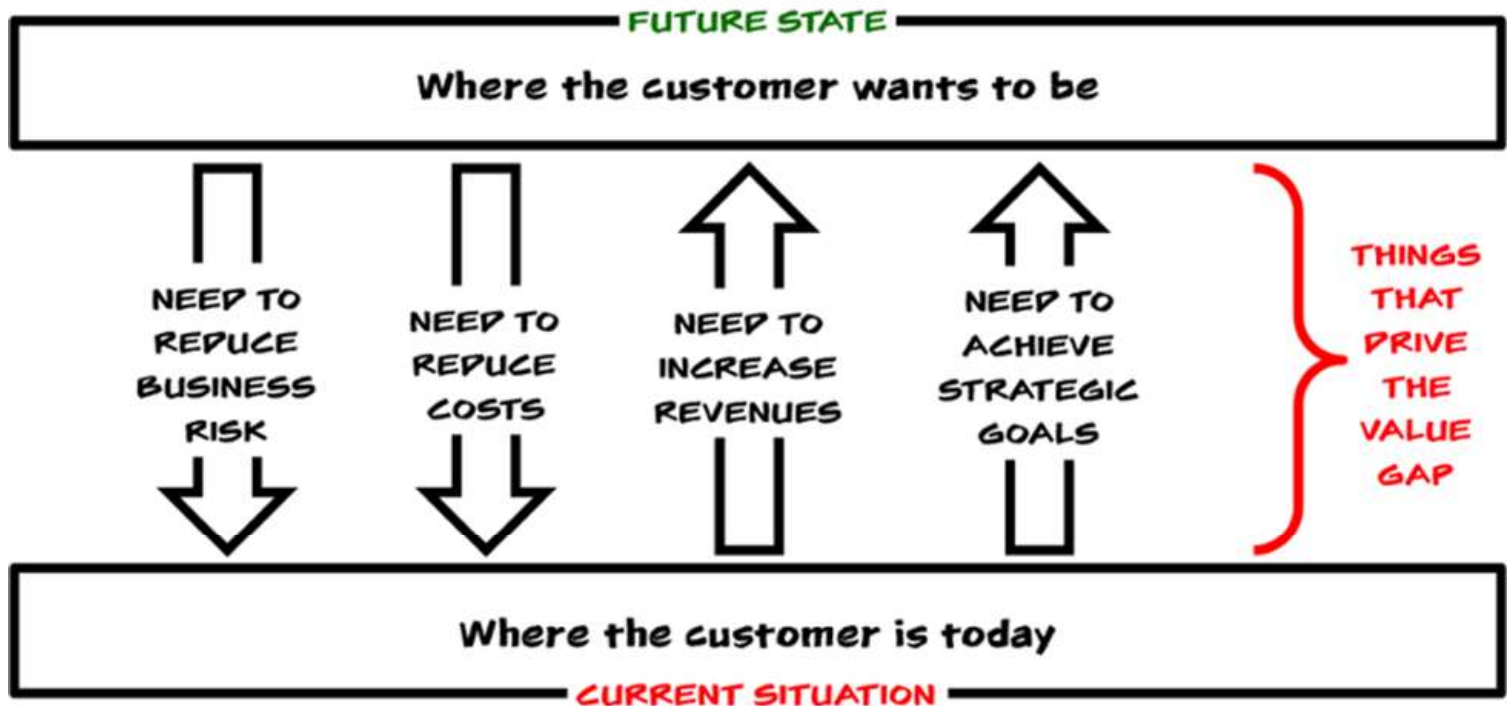 FUTURE STATE
Where the customer wants to be
NEED TO
REDUCE
BUSINESS
RISK
NEED TO
REDUCE
COSTS
NEED TO
INCREASE
REVENUES
NEED TO
ACHIEVE
STRATEGIC
GOALS
THINGS
THAT
DRIVE
THE
VALUE
GAP
Where the customer is today
CURRENT SITUATION